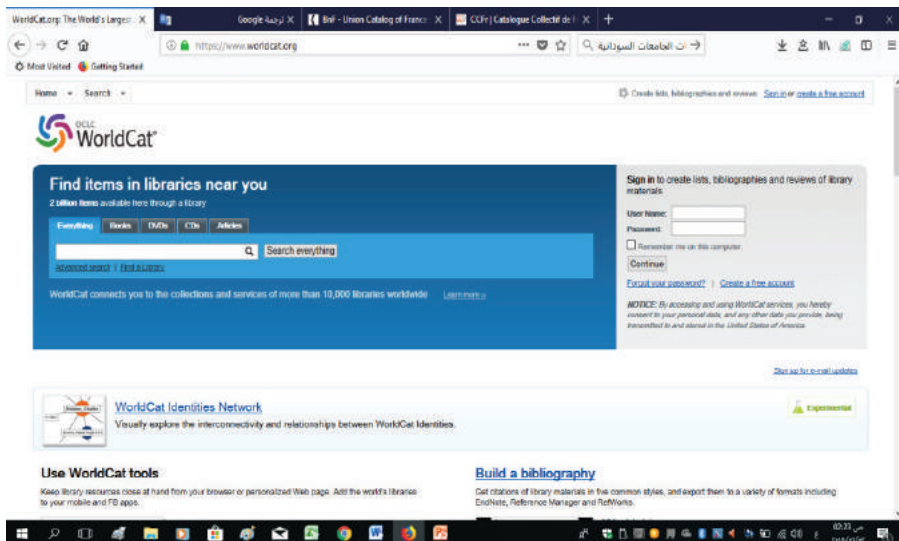 WorldCat.org: The World's Larges
ترجمة Google
BnF - Union Catalog of France
CCFr | Catalogue Collectif de F
https://www.worldcat.org
ات الجامعات السودانية
Most Visited
Getting Started
Home
Search
Create lists, bibliographies and reviews: Sign in or create a free account
OCLC
WorldCat®
Find items in libraries near you
2 billion items available here through a library
Everything Books DVDs CDs Articles
Search everything
Advanced search | Find a Library
WorldCat connects you to the collections and services of more than 10,000 libraries worldwide Learn more »
Sign in to create lists, bibliographies and reviews of library
materials
User Name:
Password:
Remember me on this computer.
Continue
Forgot your password? | Create a free account
NOTICE: By accessing and using WorldCat services, you hereby
consent to your personal data, and any other data you provide, being
transmitted to and stored in the United States of America.
Sign up for e-mail updates
WorldCat Identities Network
Visually explore the interconnectivity and relationships between WorldCat Identities.
Experimental
Use WorldCat tools
Keep library resources close at hand from your browser or personalized Web page. Add the world's libraries
to your mobile and FB apps.
Build a bibliography
Get citations of library materials in five common styles, and export them to a variety of formats including
EndNote, Reference Manager and RefWorks.